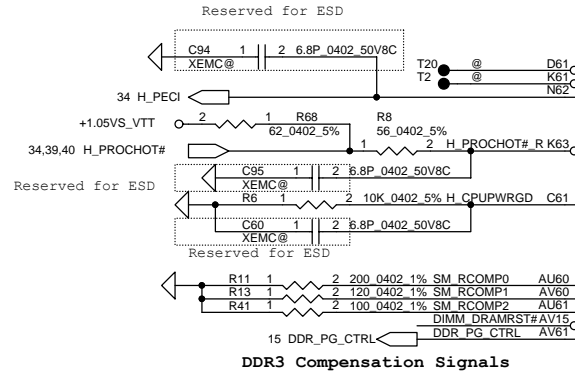 Reserved for ESD
C94 1 2 6.8P_0402_50V8C
XEMC@
T20 @ D61
T2 @ K61
N62
34 H_PECI
+1.05VS_VTT 2 1 R68
62_0402_5%
R8
56_0402_5%
34,39,40 H_PROCHOT# 1 2 H_PROCHOT#_R K63
C95 1 2 6.8P_0402_50V8C
XEMC@
Reserved for ESD
R6 1 2 10K_0402_5% H_CPUPWRGD C61
C60 1 2 6.8P_0402_50V8C
XEMC@
Reserved for ESD
R11 1 2 200_0402_1% SM_RCOMP0 AU60
R13 1 2 120_0402_1% SM_RCOMP1 AV60
R41 1 2 100_0402_1% SM_RCOMP2 AU61
DIMM_DRAMRST# AV15
15 DDR_PG_CTRL DDR_PG_CTRL AV61
DDR3 Compensation Signals